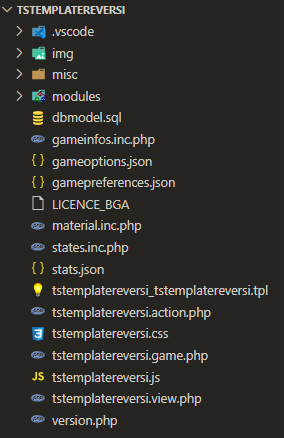 TSTEMPLATEREVERSI
.vscode
img
misc
modules
dbmodel.sql
gameinfos.inc.php
gameoptions.json
gamepreferences.json
LICENCE_BGA
material.inc.php
states.inc.php
stats.json
tstemplatereversi_tstemplatereversi.tpl
tstemplatereversi.action.php
tstemplatereversi.css
tstemplatereversi.game.php
tstemplatereversi.js
tstemplatereversi.view.php
version.php